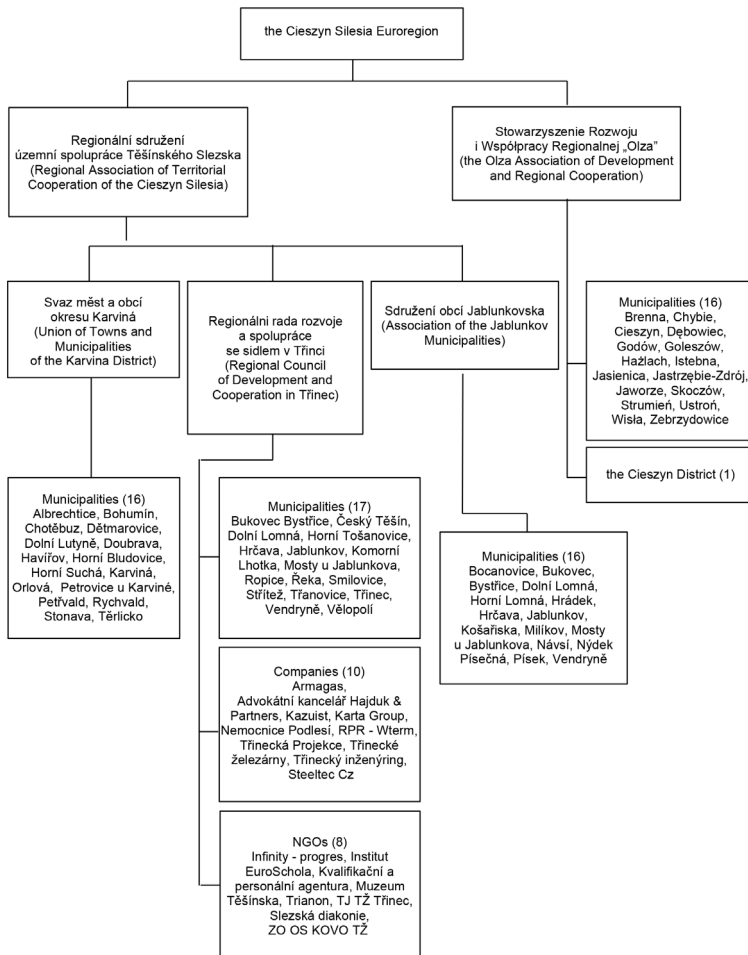 the Cieszyn Silesia Euroregion
Regionální sdružení
územní spolupráce Těšínského Slezska
(Regional Association of Territorial
Cooperation of the Cieszyn Silesia)
Stowarzyszenie Rozwoju
i Współpracy Regionalnej „Olza”
(the Olza Association of Development
and Regional Cooperation)
Svaz měst a obcí
okresu Karviná
(Union of Towns and
Municipalities
of the Karvina District)
Regionálni rada rozvoje
a spolupráce
se sidlem v Třinci
(Regional Council
of Development and
Cooperation in Třinec)
Sdružení obcí Jablunkovska
(Association of the Jablunkov
Municipalities)
Municipalities (16)
Brenna, Chybie,
Cieszyn, Dębowiec,
Godów, Goleszów,
Hażlach, Istebna,
Jasienica, Jastrzębie-Zdrój,
Jaworze, Skoczów,
Strumień, Ustroń,
Wisła, Zebrzydowice
the Cieszyn District (1)
Municipalities (16)
Albrechtice, Bohumín,
Chotěbuz, Dětmarovice,
Dolní Lutyně, Doubrava,
Havířov, Horní Bludovice,
Horní Suchá, Karviná,
Orlová, Petrovice u Karviné,
Petřvald, Rychvald,
Stonava, Těrlicko
Municipalities (17)
Bukovec Bystřice, Český Těšín,
Dolní Lomná, Horní Tošanovice,
Hrčava, Jablunkov, Komorní
Lhotka, Mosty u Jablunkova,
Ropice, Řeka, Smilovice,
Střítež, Třanovice, Třinec,
Vendryně, Vělopolí
Municipalities (16)
Bocanovice, Bukovec,
Bystřice, Dolní Lomná,
Horní Lomná, Hrádek,
Hrčava, Jablunkov,
Košařiska, Milíkov, Mosty
u Jablunkova, Návsí, Nýdek
Písečná, Písek, Vendryně
Companies (10)
Armagas,
Advokátní kancelář Hajduk &
Partners, Kazuist, Karta Group,
Nemocnice Podlesí, RPR - Wterm,
Třinecká Projekce, Třinecké
železárny, Třinecký inženýring,
Steeltec Cz
NGOs (8)
Infinity - progres, Institut
EuroSchola, Kvalifikační a
personální agentura, Muzeum
Těšínska, Trianon, TJ TŽ Třinec,
Slezská diakonie,
ZO OS KOVO TŽ